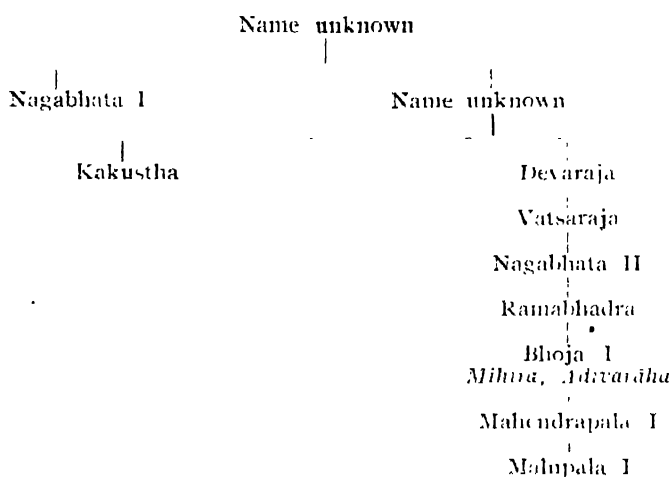 Name unknown
Nagabhata I Name unknown
Kakustha Devaraja
Vatsaraja
Nagabhata II
Ramabhadra
Bhoja I
Mihira, Adivaraha
Mahendrapala I
Mahipala I